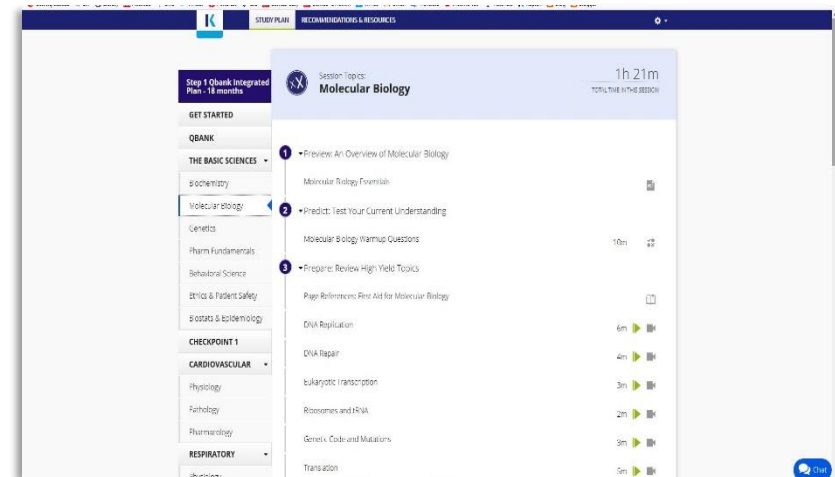 K
STUDY PLAN
RECOMMENDATIONS & RESOURCES
Session Topics:
Molecular Biology
1h 21m
TOTAL TIME IN THIS SESSION
Step 1 Qbank Integrated
Plan - 18 months
GET STARTED
QBANK
THE BASIC SCIENCES
Biochemistry
Molecular Biology
Genetics
Pharm Fundamentals
Behavioral Science
Ethics & Patient Safety
Biostats & Epidemiology
CHECKPOINT 1
CARDIOVASCULAR
Physiology
Pathology
Pharmacology
RESPIRATORY
Physiology
1 Preview: An Overview of Molecular Biology
Molecular Biology Essentials
2 Predict: Test Your Current Understanding
Molecular Biology Warmup Questions 10m
3 Prepare: Review High Yield Topics
Page References: First Aid for Molecular Biology
DNA Replication 6m
DNA Repair 4m
Eukaryotic Transcription 3m
Ribosomes and tRNA 2m
Genetic Code and Mutations 3m
Translation 5m
Chat